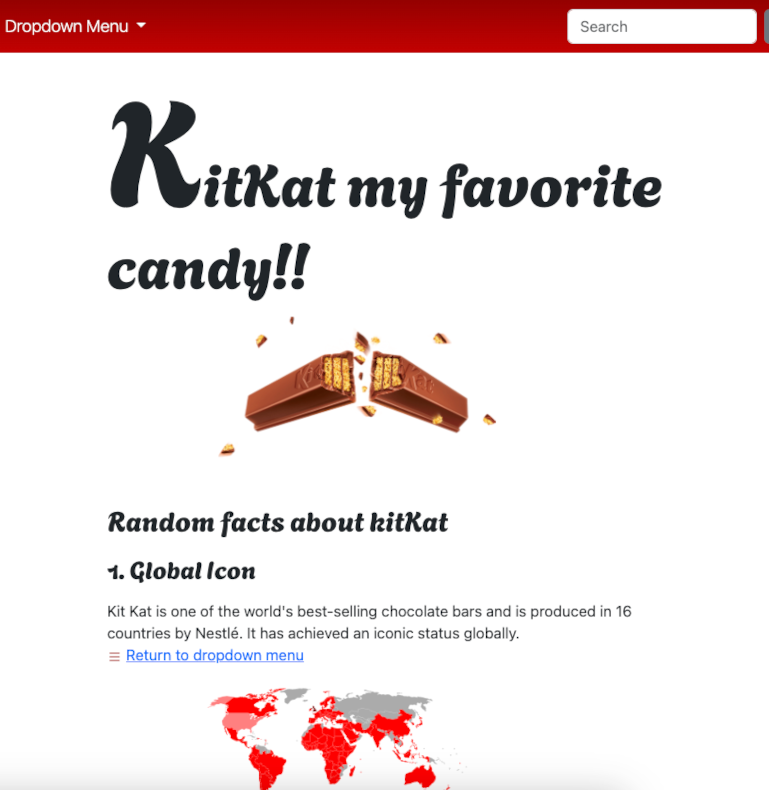 Dropdown Menu
Search
KitKat my favorite
candy!!
Random facts about kitKat
1. Global Icon
Kit Kat is one of the world's best-selling chocolate bars and is produced in 16
countries by Nestlé. It has achieved an iconic status globally.
Return to dropdown menu